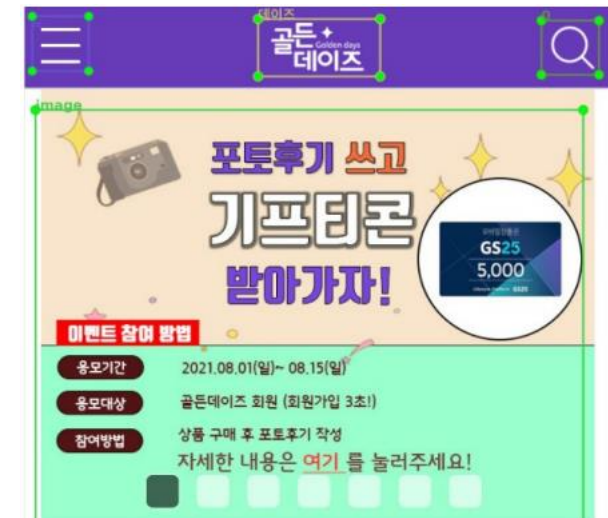 데이즈
골든
Golden days
데이즈
image
포토후기 쓰고
기프티콘
받아가자!
GS25
5,000
GS25
이벤트 참여 방법
응모기간 2021.08.01(일)~ 08.15(일)
응모대상 골든데이즈 회원 (회원가입 3초!)
참여방법 상품 구매 후 포토후기 작성
자세한 내용은 여기 를 눌러주세요!